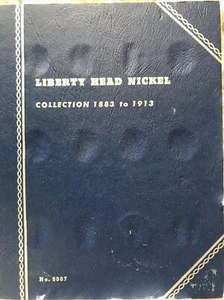 LIBERTY HEAD NICKEL
COLLECTION 1883 to 1913
No. 9007